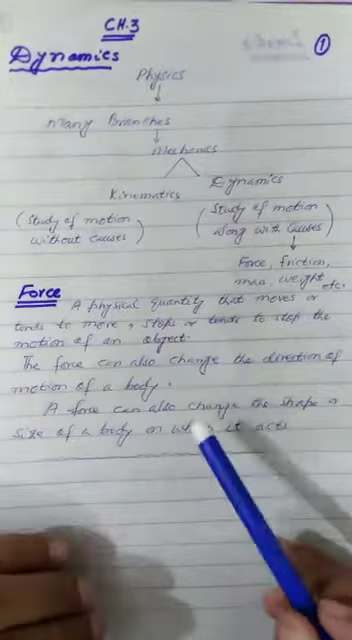 CH.3
Dynamics
1
Physics
Many Branches
Mechanics
Kinematics
Dynamics
(Study of motion without causes)
(Study of motion along with causes)
Force, friction,
mass, weight etc.
Force
A physical quantity that moves or
tends to move, stops or tends to stop the
motion of an object.
The force can also change the direction of
motion of a body.
A force can also change the shape or
size of a body on it acts